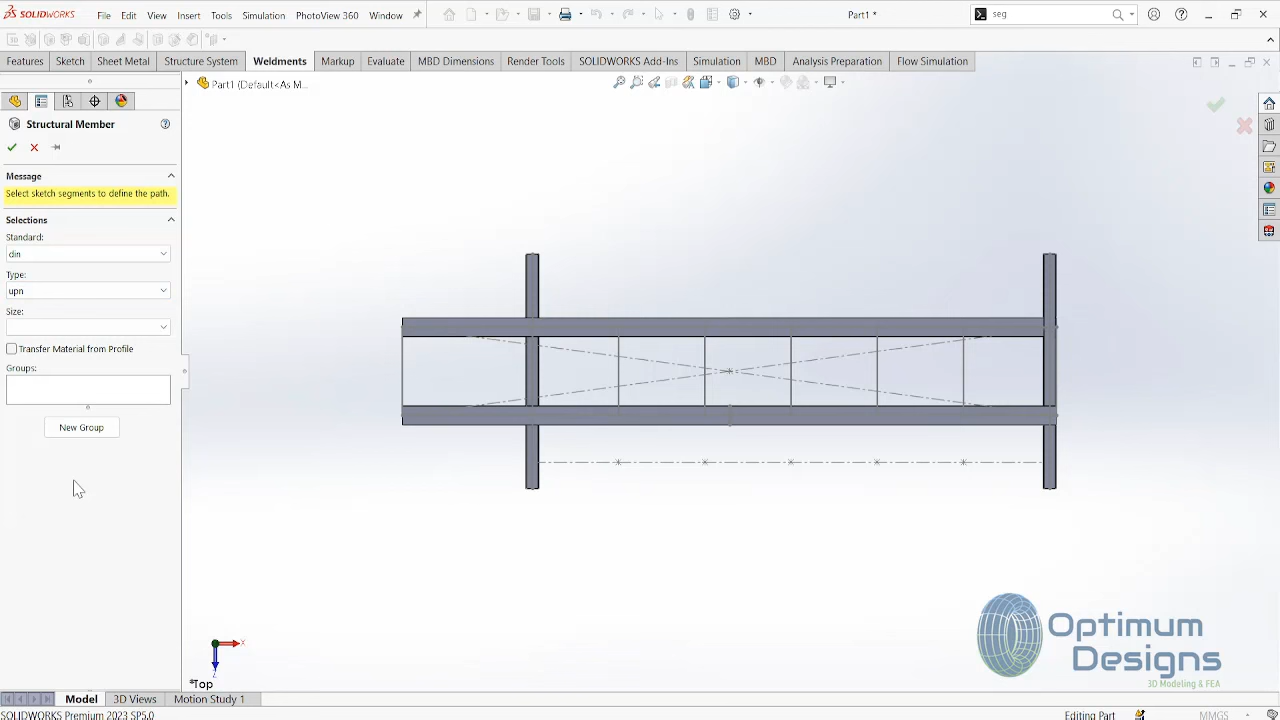 SOLIDWORKS File Edit View Insert Tools Simulation PhotoView 360 Window Part1 * seg
Features Sketch Sheet Metal Structure System Weldments Markup Evaluate MBD Dimensions Render Tools SOLIDWORKS Add-Ins Simulation MBD Analysis Preparation Flow Simulation
Part1 (Default<As M...
Structural Member
Message
Select sketch segments to define the path.
Selections
Standard:
din
Type:
upn
Size:
Transfer Material from Profile
Groups:
New Group
X
*Top
Optimum
Designs
3D Modeling & FEA
Model 3D Views Motion Study 1
SOLIDWORKS Premium 2023 SP5.0 Editing Part MMGS